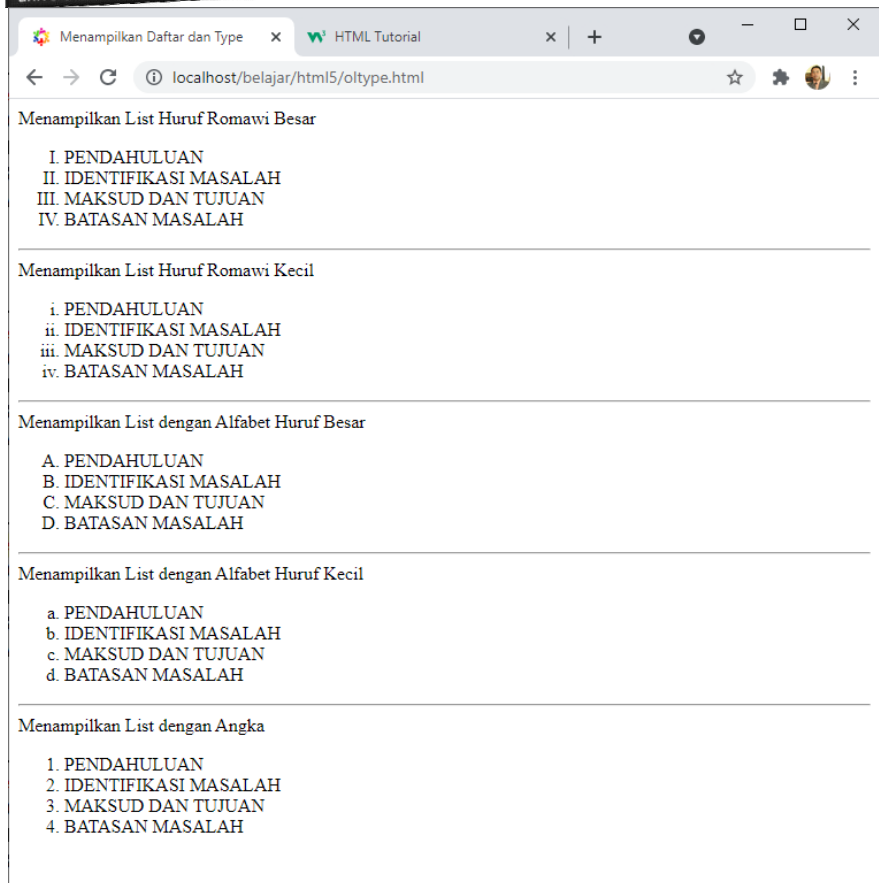 Menampilkan Daftar dan Type
HTML Tutorial
localhost/belajar/html5/oltype.html
Menampilkan List Huruf Romawi Besar
I. PENDAHULUAN
II. IDENTIFIKASI MASALAH
III. MAKSUD DAN TUJUAN
IV. BATASAN MASALAH
Menampilkan List Huruf Romawi Kecil
i. PENDAHULUAN
ii. IDENTIFIKASI MASALAH
iii. MAKSUD DAN TUJUAN
iv. BATASAN MASALAH
Menampilkan List dengan Alfabet Huruf Besar
A. PENDAHULUAN
B. IDENTIFIKASI MASALAH
C. MAKSUD DAN TUJUAN
D. BATASAN MASALAH
Menampilkan List dengan Alfabet Huruf Kecil
a. PENDAHULUAN
b. IDENTIFIKASI MASALAH
c. MAKSUD DAN TUJUAN
d. BATASAN MASALAH
Menampilkan List dengan Angka
1. PENDAHULUAN
2. IDENTIFIKASI MASALAH
3. MAKSUD DAN TUJUAN
4. BATASAN MASALAH